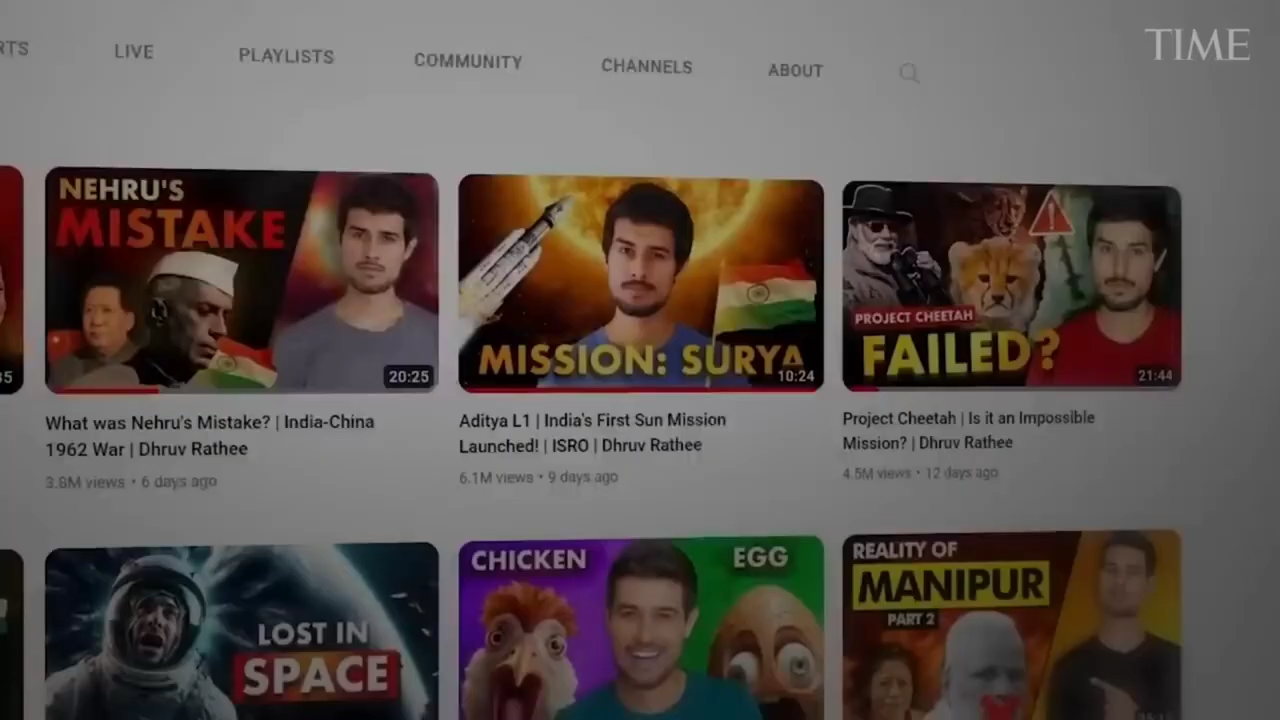 RTS
LIVE
PLAYLISTS
COMMUNITY
CHANNELS
ABOUT
TIME
NEHRU'S
MISTAKE
20:25
MISSION: SURYA
10:24
PROJECT CHEETAH
FAILED?
21:44
35
What was Nehru's Mistake? | India-China
1962 War | Dhruv Rathee
3.8M views • 6 days ago
Aditya L1 | India's First Sun Mission
Launched! | ISRO | Dhruv Rathee
6.1M views • 9 days ago
Project Cheetah | Is it an Impossible
Mission? | Dhruv Rathee
4.5M views • 12 days ago
LOST IN
SPACE
CHICKEN
EGG
REALITY OF
MANIPUR
PART 2